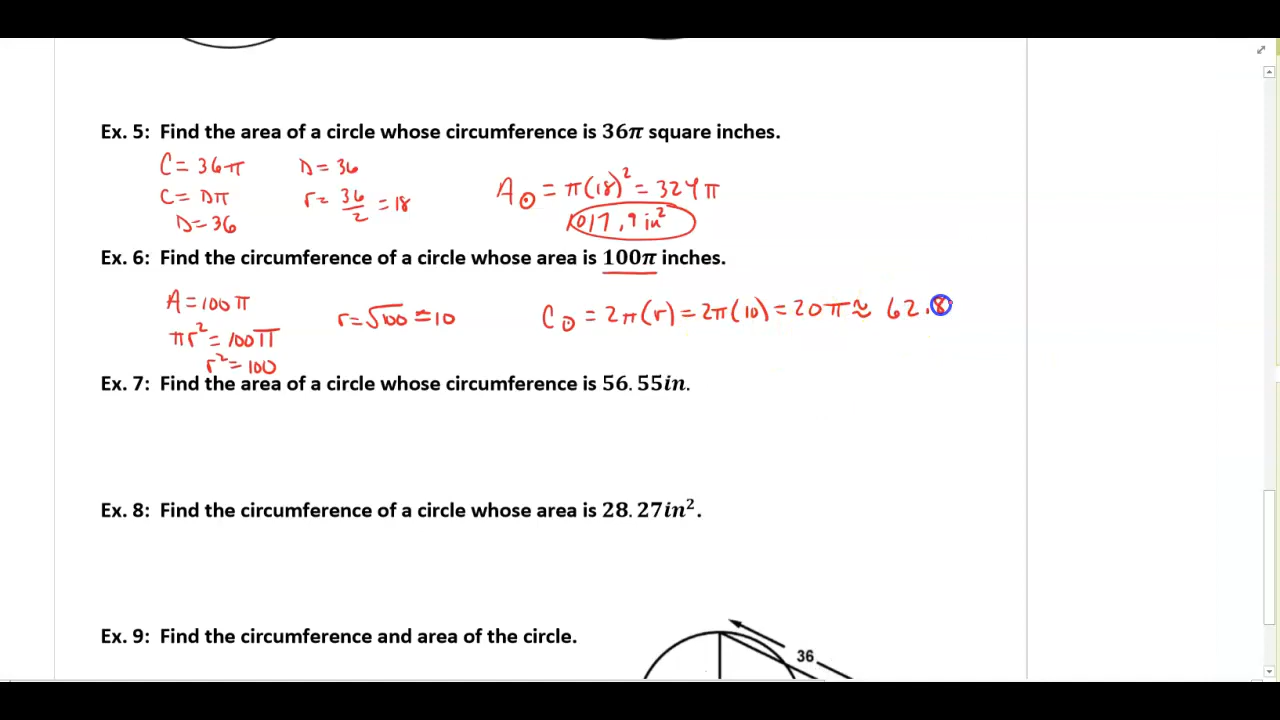 Ex. 5: Find the area of a circle whose circumference is 36π square inches.
C = 36π D = 36
C = Dπ r = 36/2 = 18 A⊙ = π(18)² = 324π
D = 36 1017.9 in²
Ex. 6: Find the circumference of a circle whose area is 100π inches.
A = 100π
πr² = 100π r = √100 = 10 C⊙ = 2π(r) = 2π(10) = 20π ≈ 62.8
r² = 100
Ex. 7: Find the area of a circle whose circumference is 56.55in.
Ex. 8: Find the circumference of a circle whose area is 28.27in².
Ex. 9: Find the circumference and area of the circle.
36